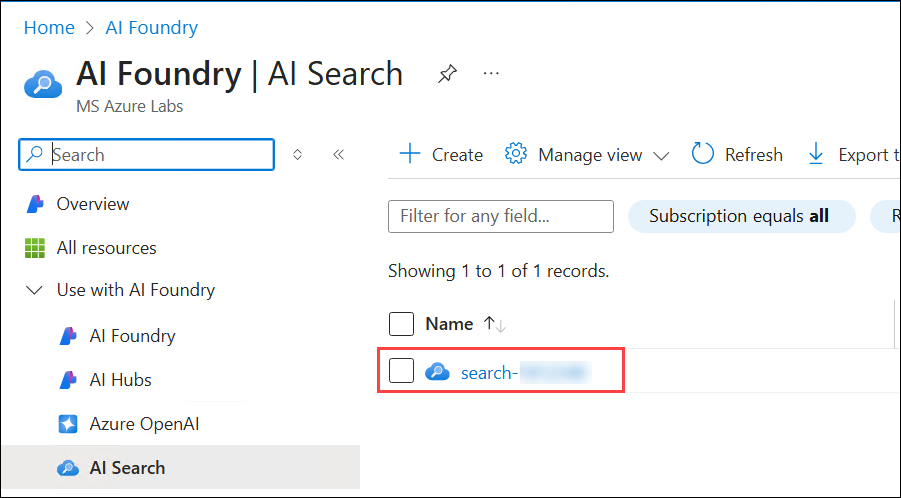 Home > AI Foundry
AI Foundry | AI Search
MS Azure Labs
Search
Create Manage view Refresh Export t
Overview
Filter for any field... Subscription equals all R
All resources
Showing 1 to 1 of 1 records.
Use with AI Foundry
Name
AI Foundry
search-
AI Hubs
Azure OpenAI
AI Search